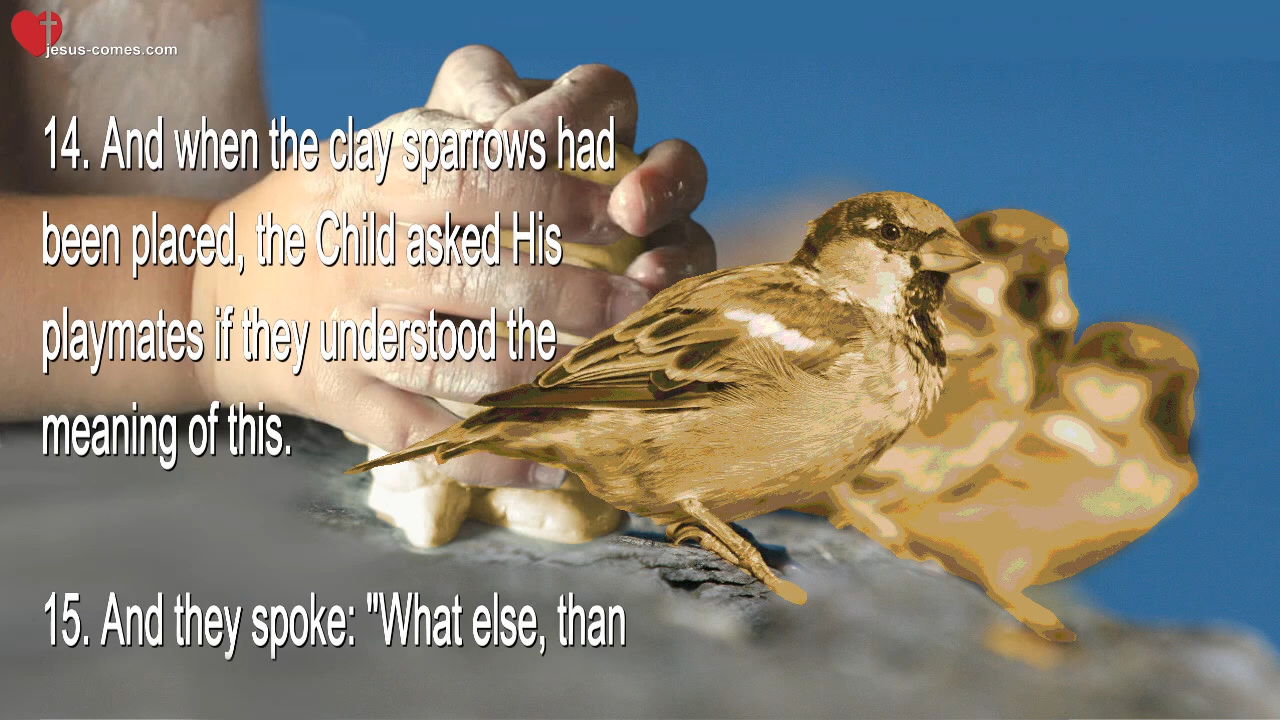 jesus-comes.com
14. And when the clay sparrows had
been placed, the Child asked His
playmates if they understood the
meaning of this.
15. And they spoke: "What else, than